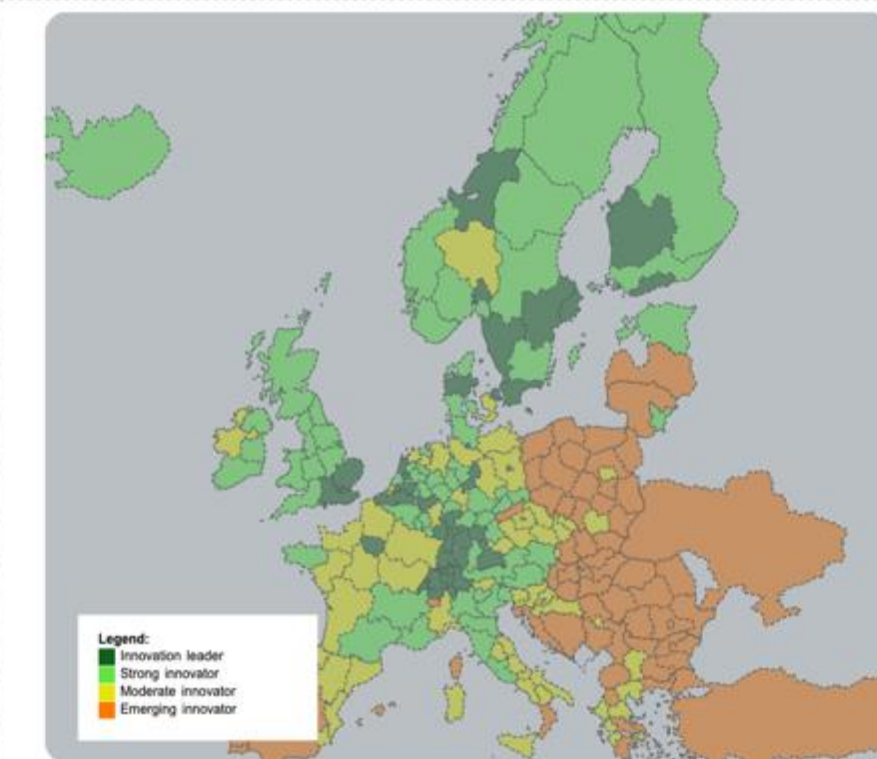 Legend:
Innovation leader
Strong innovator
Moderate innovator
Emerging innovator